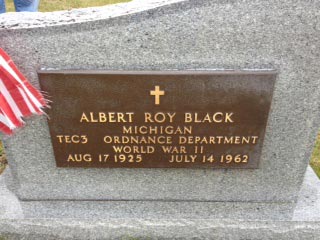 ALBERT ROY BLACK
MICHIGAN
TEC3 ORDNANCE DEPARTMENT
WORLD WAR II
AUG 17 1925 JULY 14 1962